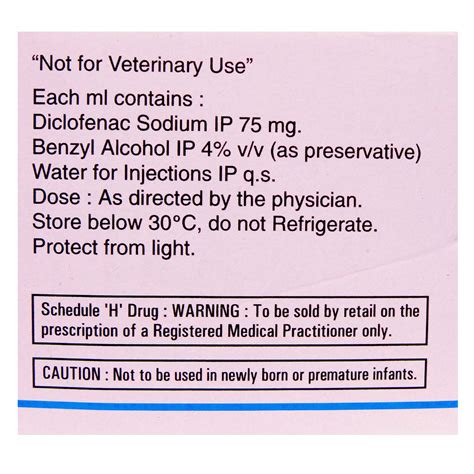 “Not for Veterinary Use”
Each ml contains :
Diclofenac Sodium IP 75 mg.
Benzyl Alcohol IP 4% v/v (as preservative)
Water for Injections IP q.s.
Dose : As directed by the physician.
Store below 30°C, do not Refrigerate.
Protect from light.
Schedule 'H' Drug : WARNING : To be sold by retail on the
prescription of a Registered Medical Practitioner only.
CAUTION : Not to be used in newly born or premature infants.